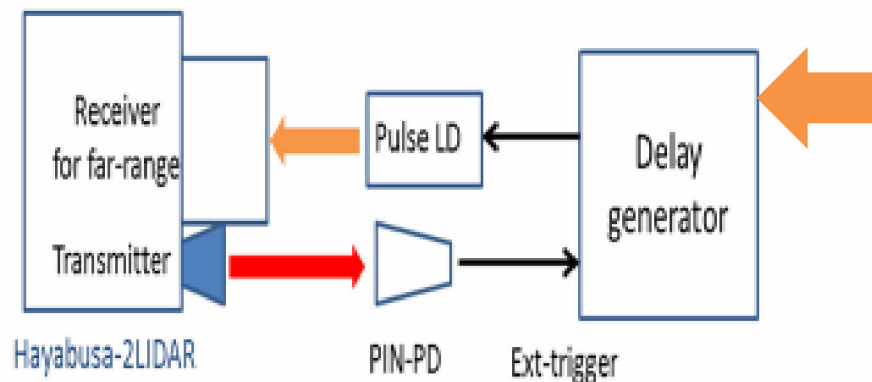 Receiver
for far-range
Pulse LD
Delay
generator
Transmitter
Hayabusa-2LIDAR
PIN-PD
Ext-trigger